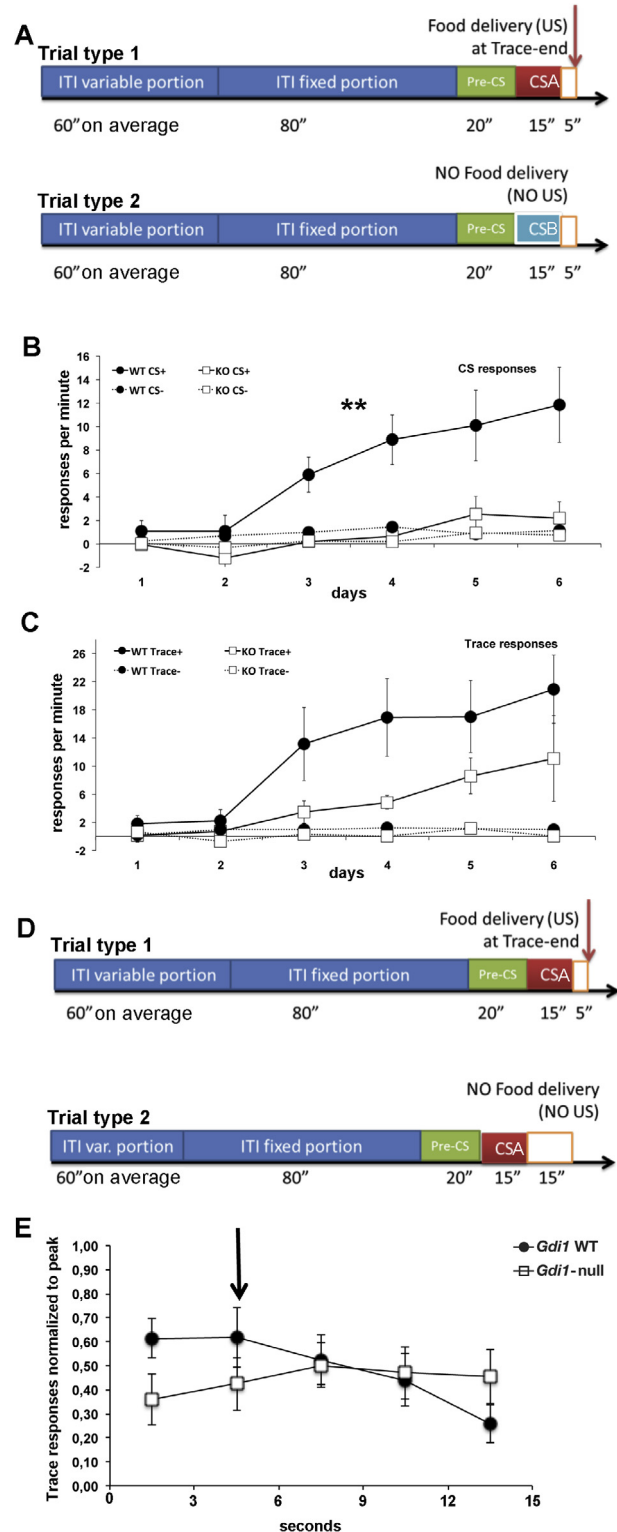 A
Food delivery (US)
at Trace-end
Trial type 1
ITI variable portion ITI fixed portion Pre-CS CSA
60” on average 80” 20” 15” 5”
NO Food delivery
(NO US)
Trial type 2
ITI variable portion ITI fixed portion Pre-CS CSB
60” on average 80” 20” 15” 5”
B
responses per minute
16
14
12
10
8
6
4
2
0
-2
WT CS+ KO CS+
WT CS- KO CS-
CS responses
**
1 2 3 4 5 6
days
C
responses per minute
26
22
18
14
10
6
2
-2
WT Trace+ KO Trace+
WT Trace- KO Trace-
Trace responses
1 2 3 4 5 6
days
D
Food delivery (US)
at Trace-end
Trial type 1
ITI variable portion ITI fixed portion Pre-CS CSA
60” on average 80” 20” 15” 5”
NO Food delivery
(NO US)
Trial type 2
ITI var. portion ITI fixed portion Pre-CS CSA
60” on average 80” 20” 15” 15”
E
Trace responses normalized to peak
1,00
0,90
0,80
0,70
0,60
0,50
0,40
0,30
0,20
0,10
0,00
Gdi1 WT
Gdi1-null
0 3 6 9 12 15
seconds